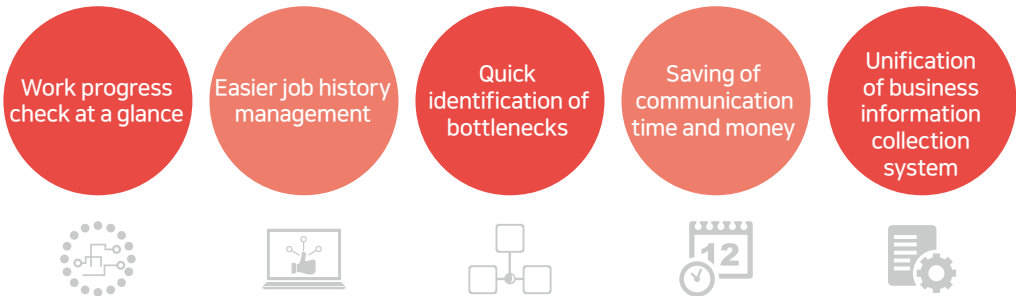 Work progress
check at a glance
Easier job history
management
Quick
identification of
bottlenecks
Saving of
communication
time and money
Unification
of business
information
collection
system
12